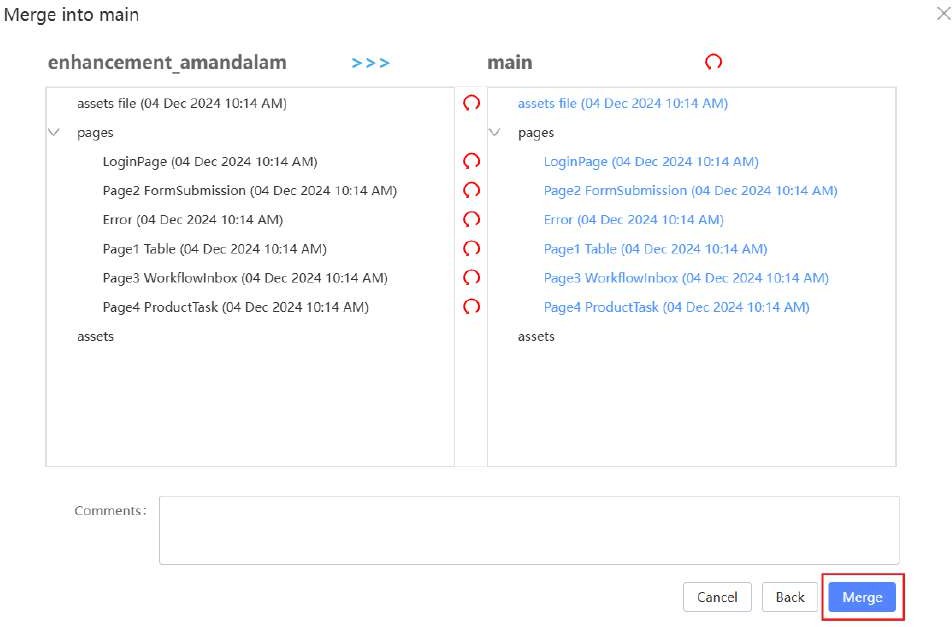 Merge into main
enhancement_amandalam >>> main
assets file (04 Dec 2024 10:14 AM) assets file (04 Dec 2024 10:14 AM)
pages pages
LoginPage (04 Dec 2024 10:14 AM) LoginPage (04 Dec 2024 10:14 AM)
Page2 FormSubmission (04 Dec 2024 10:14 AM) Page2 FormSubmission (04 Dec 2024 10:14 AM)
Error (04 Dec 2024 10:14 AM) Error (04 Dec 2024 10:14 AM)
Page1 Table (04 Dec 2024 10:14 AM) Page1 Table (04 Dec 2024 10:14 AM)
Page3 WorkflowInbox (04 Dec 2024 10:14 AM) Page3 WorkflowInbox (04 Dec 2024 10:14 AM)
Page4 ProductTask (04 Dec 2024 10:14 AM) Page4 ProductTask (04 Dec 2024 10:14 AM)
assets assets
Comments:
Cancel Back Merge